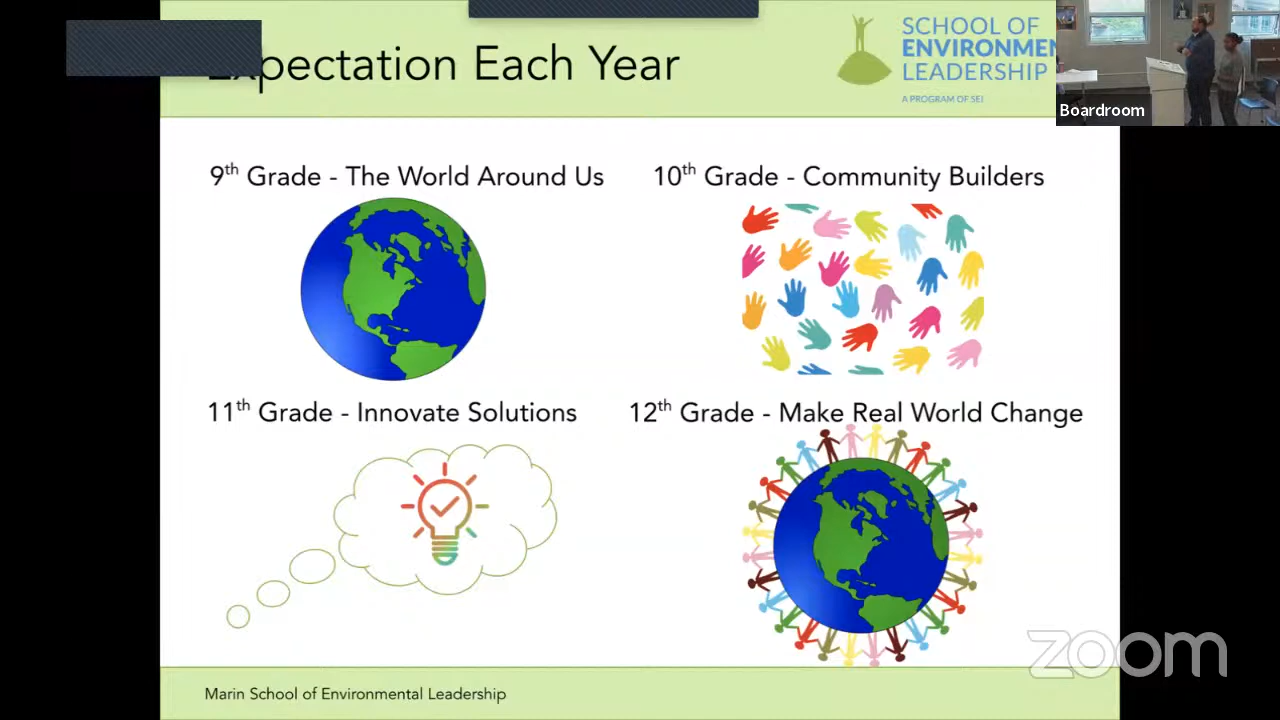 Expectation Each Year
SCHOOL OF
ENVIRONME
LEADERSHIP
A PROGRAM OF SEI
Boardroom
9th Grade - The World Around Us
10th Grade - Community Builders
11th Grade - Innovate Solutions
12th Grade - Make Real World Change
zoom
Marin School of Environmental Leadership